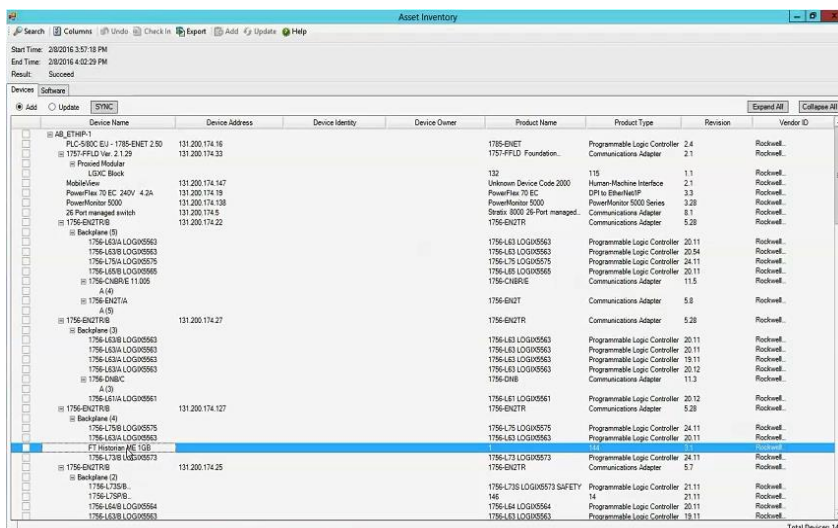 Asset Inventory
Search Columns Undo Check In Export Add Update Help
Start Time: 2/8/2016 3:57:18 PM
End Time: 2/8/2016 4:02:29 PM
Result: Succeed
Devices Software
Add Update SYNC Expand All Collapse All
Device Name Device Address Device Identity Device Owner Product Name Product Type Revision Vendor ID
AB_ETHIP-1
PLC-5/80C E/J - 1785-ENET 2.50 131.200.174.16 1785-ENET Programmable Logic Controller 2.4 Rockwell...
1757-FFLD Ver. 2.1.29 131.200.174.33 1757-FFLD Foundation... Communications Adapter 2.1 Rockwell...
Proxied Modular
LGXC Block 132 115 1.1 Rockwell...
MobileView 131.200.174.147 Unknown Device Code 2000 Human-Machine Interface 2.1 Rockwell...
PowerFlex 70 EC 240V 4.2A 131.200.174.19 PowerFlex 70 EC DPI to EtherNet/IP 3.3 Rockwell...
PowerMonitor 5000 131.200.174.138 PowerMonitor 5000 PowerMonitor 5000 Series 3.28 Rockwell...
26 Port managed switch 131.200.174.5 Stratix 8000 26-Port managed... Communications Adapter 8.1 Rockwell...
1756-EN2TR/B 131.200.174.22 1756-EN2TR Communications Adapter 5.28 Rockwell...
Backplane (5)
1756-L63/A LOGIX5563 1756-L63 LOGIX5563 Programmable Logic Controller 20.11 Rockwell...
1756-L63/B LOGIX5563 1756-L63 LOGIX5563 Programmable Logic Controller 20.54 Rockwell...
1756-L75/A LOGIX5575 1756-L75 LOGIX5575 Programmable Logic Controller 24.11 Rockwell...
1756-L65/B LOGIX5565 1756-L65 LOGIX5565 Programmable Logic Controller 20.11 Rockwell...
1756-CNBR/E 11.005 1756-CNBR/E Communications Adapter 11.5 Rockwell...
A (4)
1756-EN2T/A 1756-EN2T Communications Adapter 5.8 Rockwell...
A (5)
1756-EN2TR/B 131.200.174.27 1756-EN2TR Communications Adapter 5.28 Rockwell...
Backplane (3)
1756-L63/B LOGIX5563 1756-L63 LOGIX5563 Programmable Logic Controller 20.11 Rockwell...
1756-L63/A LOGIX5563 1756-L63 LOGIX5563 Programmable Logic Controller 20.11 Rockwell...
1756-L63/A LOGIX5563 1756-L63 LOGIX5563 Programmable Logic Controller 19.11 Rockwell...
1756-L63/A LOGIX5563 1756-L63 LOGIX5563 Programmable Logic Controller 20.12 Rockwell...
1756-DNB/C 1756-DNB Communications Adapter 11.3 Rockwell...
A (3)
1756-L61/A LOGIX5561 1756-L61 LOGIX5561 Programmable Logic Controller 20.12 Rockwell...
1756-EN2TR/B 131.200.174.127 1756-EN2TR Communications Adapter 5.28 Rockwell...
Backplane (4)
1756-L75/B LOGIX5575 1756-L75 LOGIX5575 Programmable Logic Controller 24.11 Rockwell...
1756-L63/A LOGIX5563 1756-L63 LOGIX5563 Programmable Logic Controller 20.11 Rockwell...
FT Historian ME 1GB 1 144 3.1 Rockwell...
1756-L73/B LOGIX5573 1756-L73 LOGIX5573 Programmable Logic Controller 24.11 Rockwell...
1756-EN2TR/B 131.200.174.25 1756-EN2TR Communications Adapter 5.7 Rockwell...
Backplane (2)
1756-L73S/B... 1756-L73S LOGIX5573 SAFETY Programmable Logic Controller 21.11 Rockwell...
1756-L7SP/B... 146 14 21.11 Rockwell...
1756-L64/B LOGIX5564 1756-L64 LOGIX5564 Programmable Logic Controller 20.11 Rockwell...
1756-L63/B LOGIX5563 1756-L63 LOGIX5563 Programmable Logic Controller 19.11 Rockwell...
Total Devices: